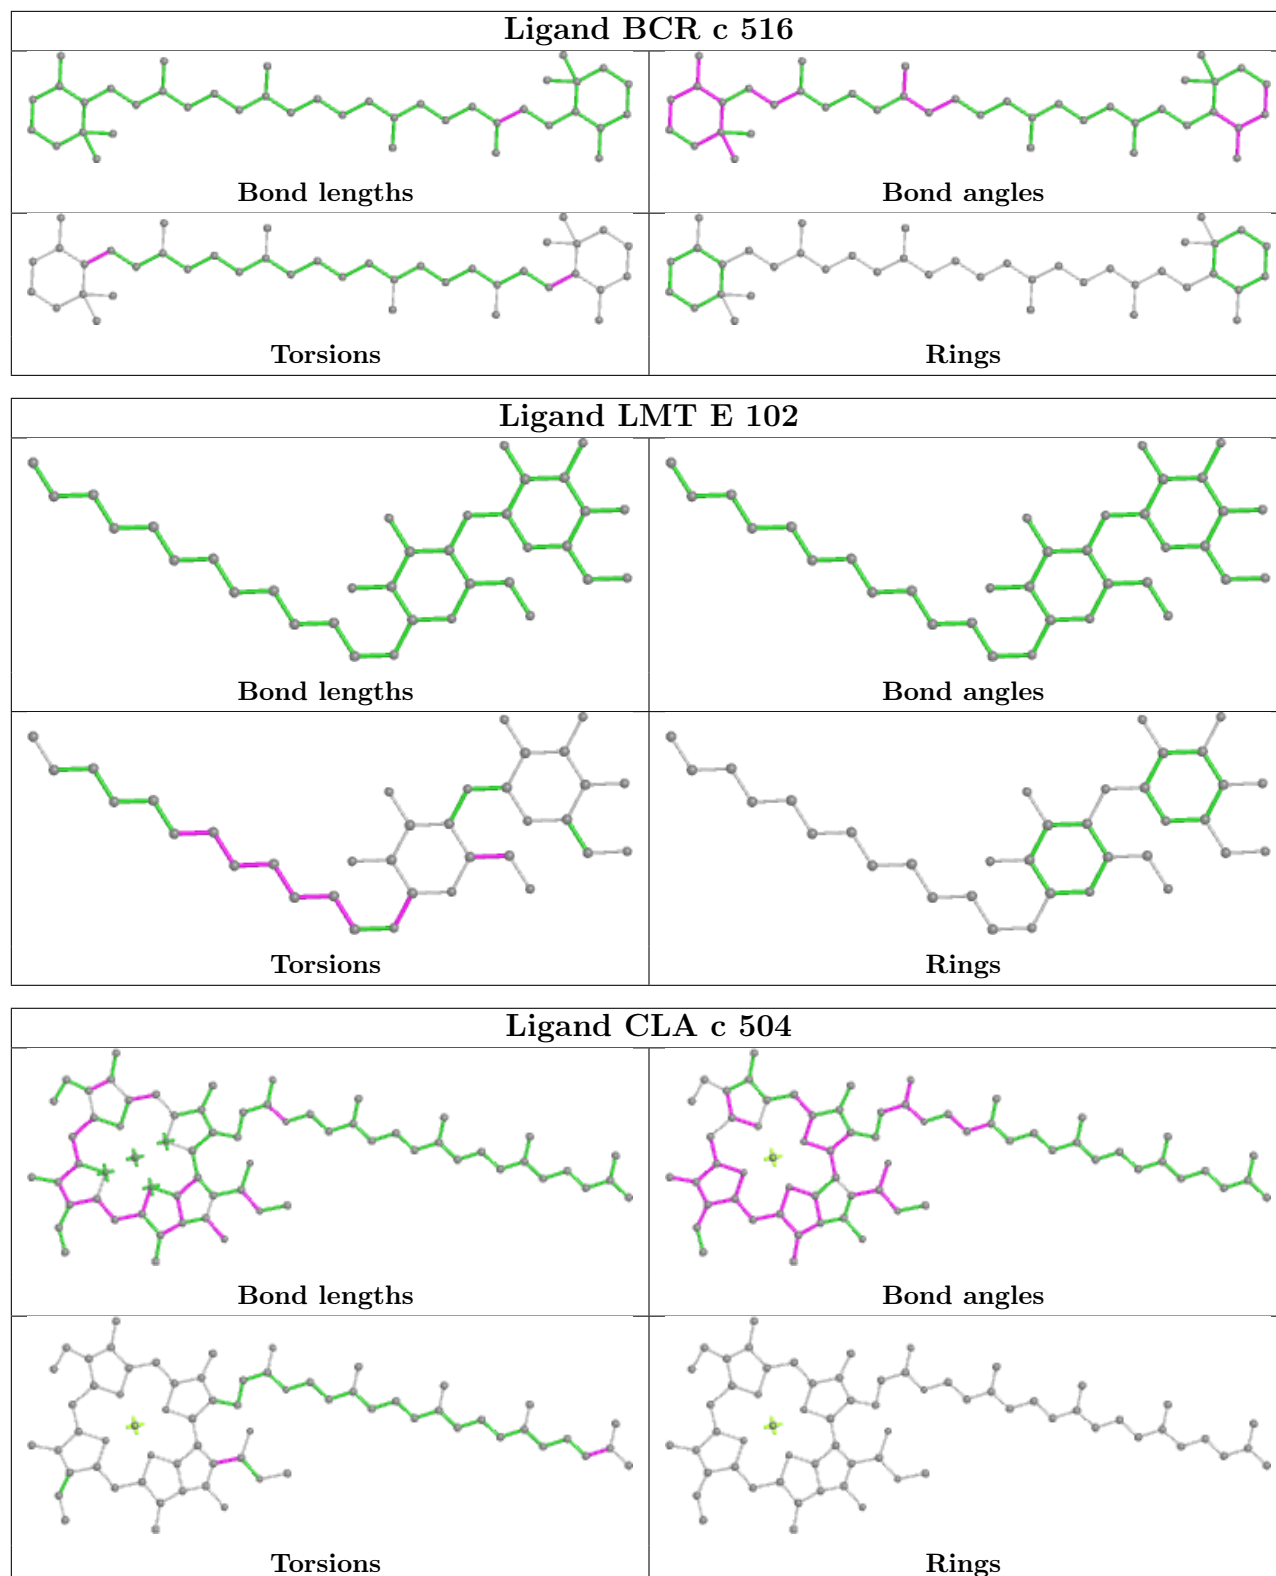 Ligand BCR c 516
Bond lengths
Bond angles
Torsions
Rings
Ligand LMT E 102
Bond lengths
Bond angles
Torsions
Rings
Ligand CLA c 504
Bond lengths
Bond angles
Torsions
Rings